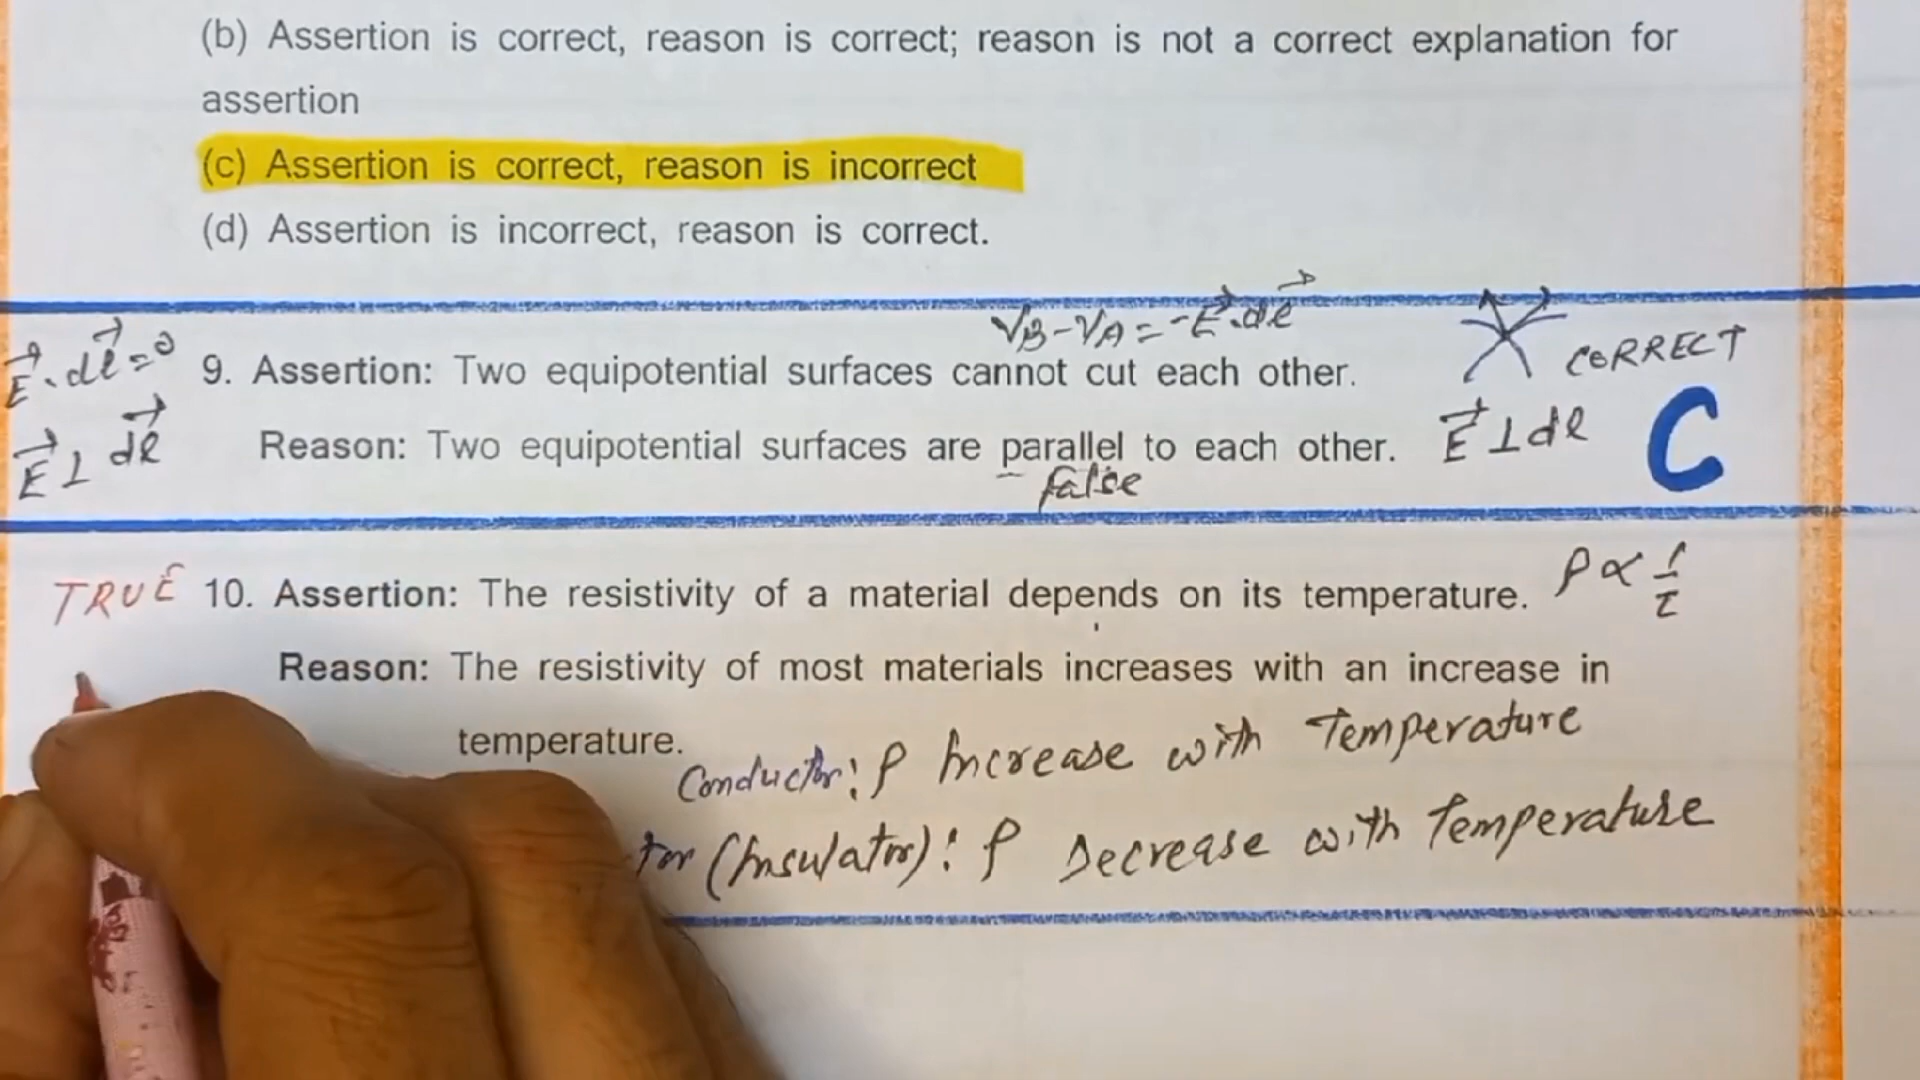 (b) Assertion is correct, reason is correct; reason is not a correct explanation for
assertion
(c) Assertion is correct, reason is incorrect
(d) Assertion is incorrect, reason is correct.
E⃗.dl⃗=0
E⃗⊥dl⃗
V_B-V_A=-E⃗.dl⃗
9. Assertion: Two equipotential surfaces cannot cut each other.
CORRECT
Reason: Two equipotential surfaces are parallel to each other.
E⃗⊥dl
C
false
TRUE
10. Assertion: The resistivity of a material depends on its temperature.
ρ∝1/τ
Reason: The resistivity of most materials increases with an increase in
temperature.
Conductor: ρ Increase with Temperature
tor (Insulator): ρ Decrease with Temperature